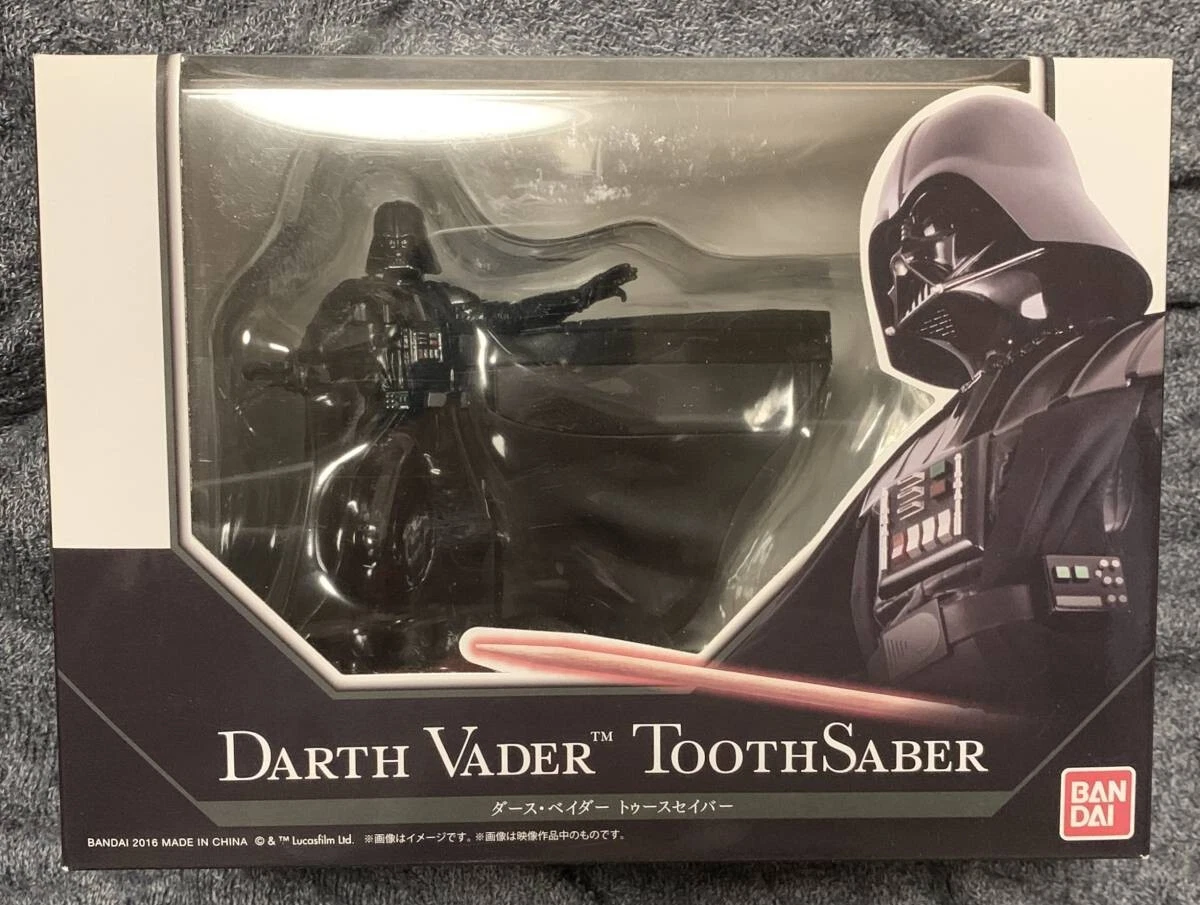 DARTH VADER™ TOOTHSABER
ダース・ベイダー トゥースセイバー
BANDAI 2016 MADE IN CHINA © & ™ Lucasfilm Ltd. ※画像はイメージです。※画像は映像作品中のものです。
BAN
DAI